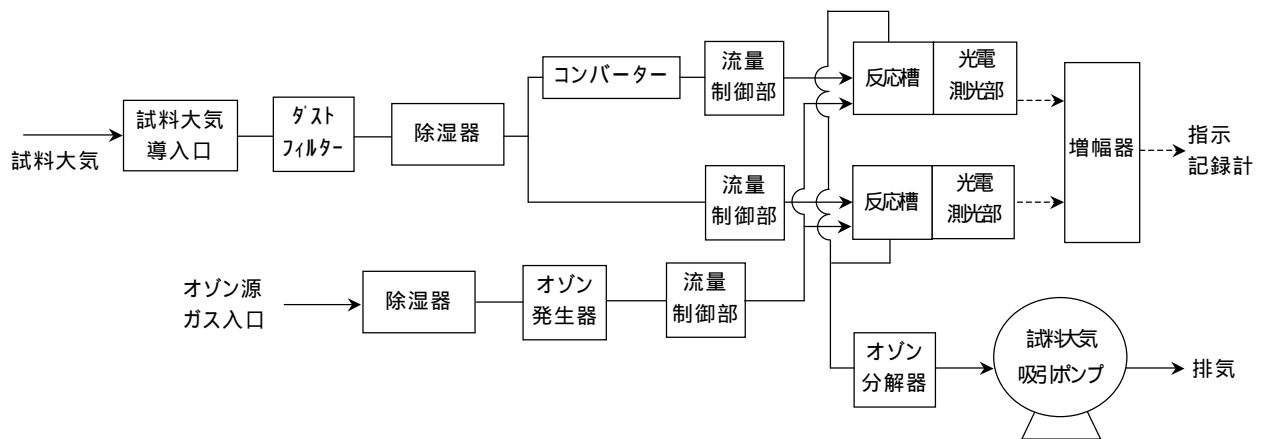 試料大気
試料大気
導入口
ダスト
フィルター
除湿器
コンバーター
流量
制御部
反応槽
光電
測光部
流量
制御部
反応槽
光電
測光部
増幅器
指示
記録計
オゾン源
ガス入口
除湿器
オゾン
発生器
流量
制御部
オゾン
分解器
試料大気
吸引ポンプ
排気